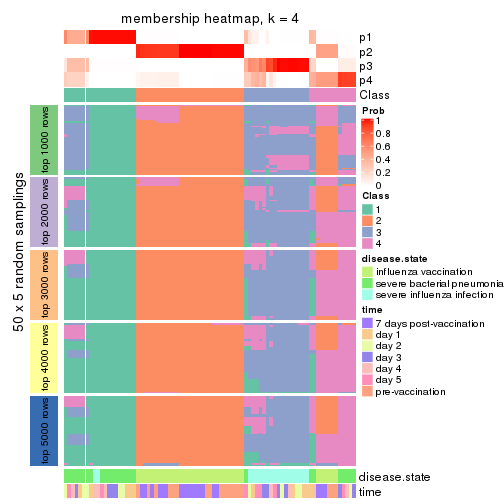 membership heatmap, k = 4
p1
p2
p3
p4
Class
50 x 5 random samplings
top 1000 rows
top 2000 rows
top 3000 rows
top 4000 rows
top 5000 rows
Prob
1
0.8
0.6
0.4
0.2
0
Class
1
2
3
4
disease.state
influenza vaccination
severe bacterial pneumonia
severe influenza infection
time
7 days post-vaccination
day 1
day 2
day 3
day 4
day 5
pre-vaccination
disease.state
time